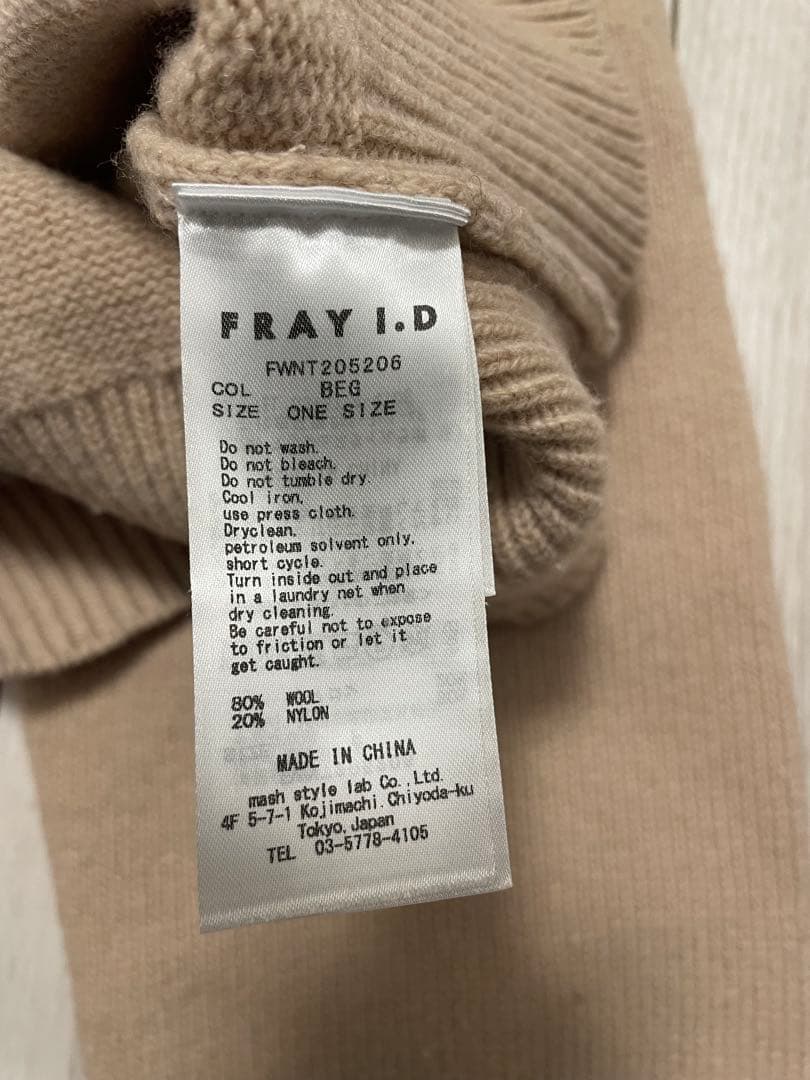 FRAY I.D
FWNT205206
COL BEG
SIZE ONE SIZE
Do not wash.
Do not bleach.
Do not tumble dry.
Cool iron.
use press cloth.
Dryclean.
petroleum solvent only.
short cycle.
Turn inside out and place
in a laundry net when
dry cleaning.
Be careful not to expose
to friction or let it
get caught.
80% WOOL
20% NYLON
MADE IN CHINA
mash style lab Co.,Ltd.
4F 5-7-1 Kojimachi.Chiyoda-ku
Tokyo.Japan
TEL 03-5778-4105